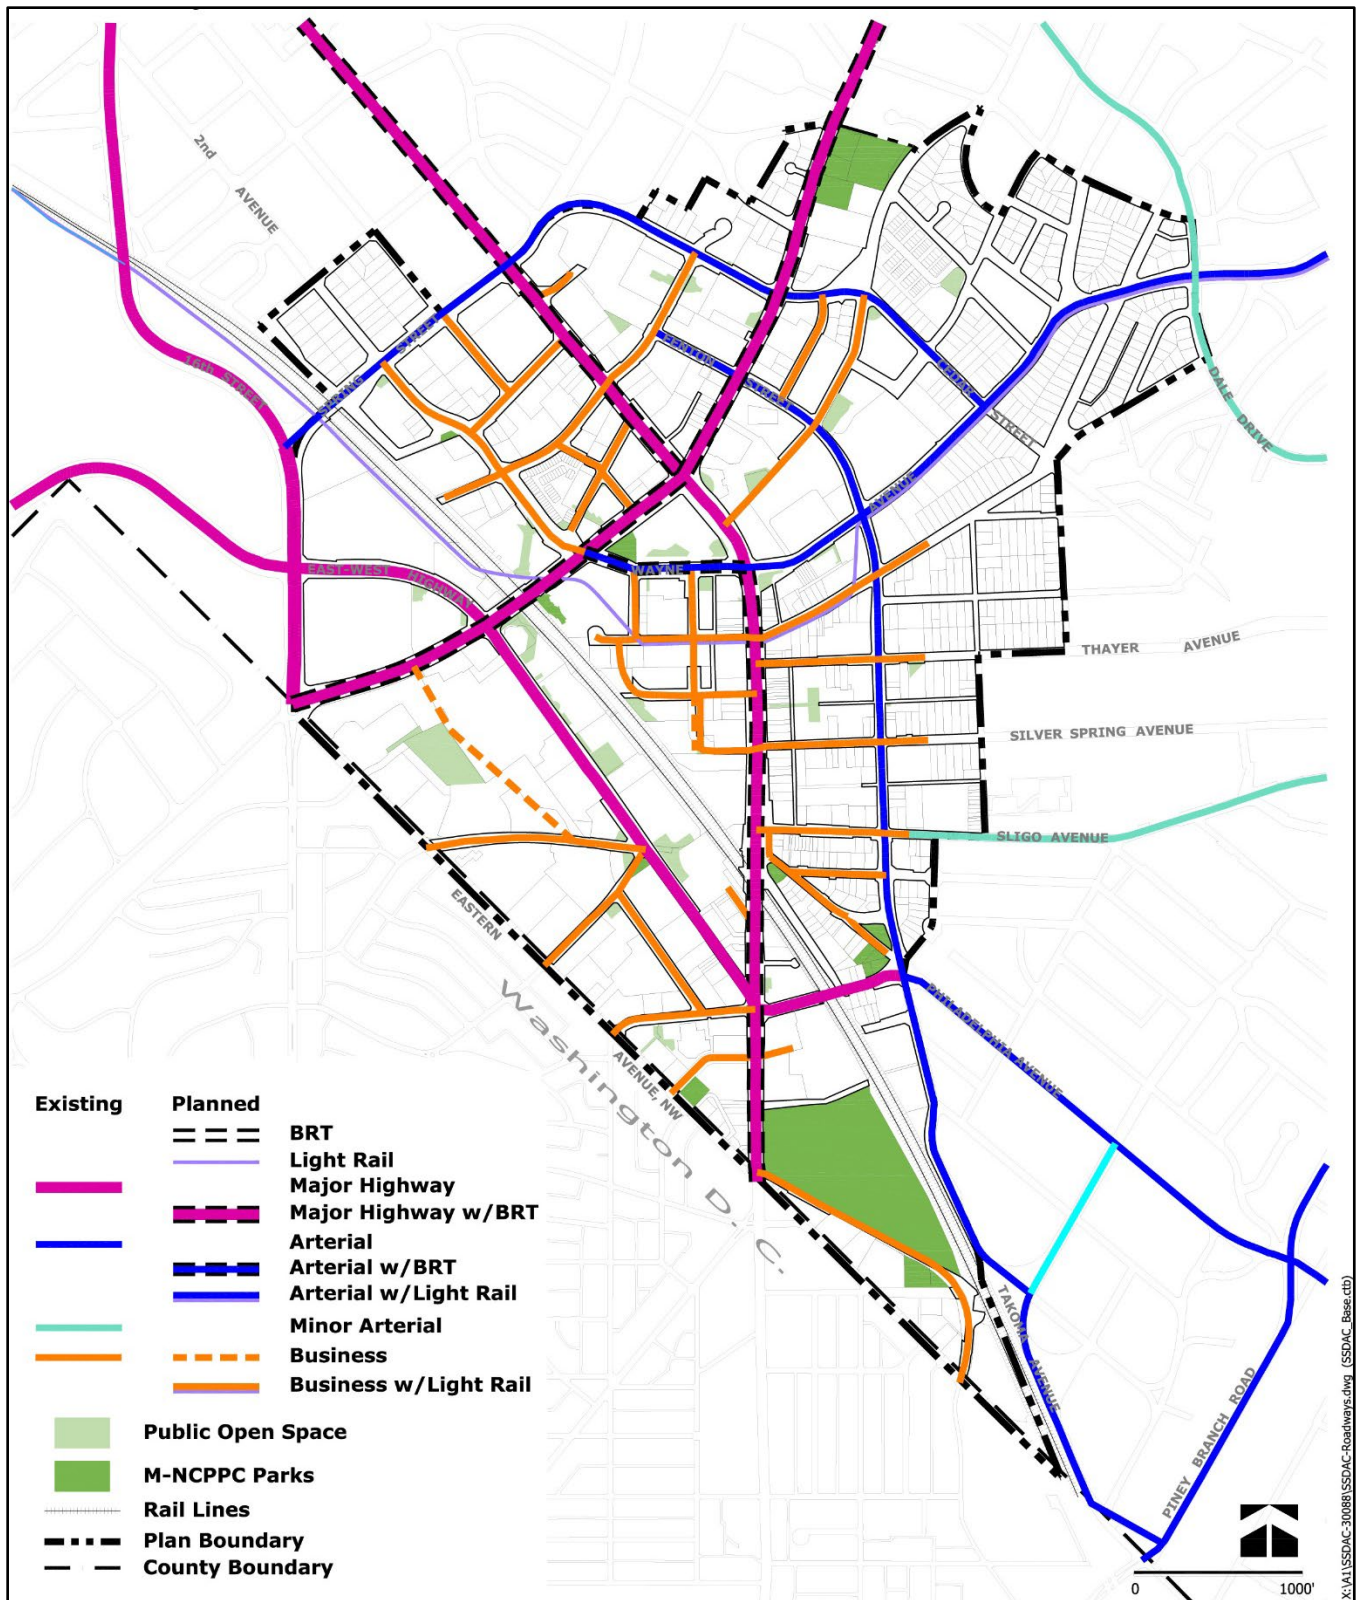 2nd
AVENUE
16th STREET
SPRING
STREET
FENTON
STREET
CEDAR
STREET
DALE DRIVE
AVENUE
EAST-WEST HIGHWAY
WAYNE
THAYER AVENUE
SILVER SPRING AVENUE
SLIGO AVENUE
EASTERN
AVENUE, NW
Washington D. C.
PHILADELPHIA AVENUE
TAKOMA AVENUE
PINEY BRANCH ROAD
Existing Planned
BRT
Light Rail
Major Highway
Major Highway w/BRT
Arterial
Arterial w/BRT
Arterial w/Light Rail
Minor Arterial
Business
Business w/Light Rail
Public Open Space
M-NCPPC Parks
Rail Lines
Plan Boundary
County Boundary
0 1000'
X:\A1\SSDAC-30088\SSDAC-Roadways.dwg (SSDAC_Base.ctb)